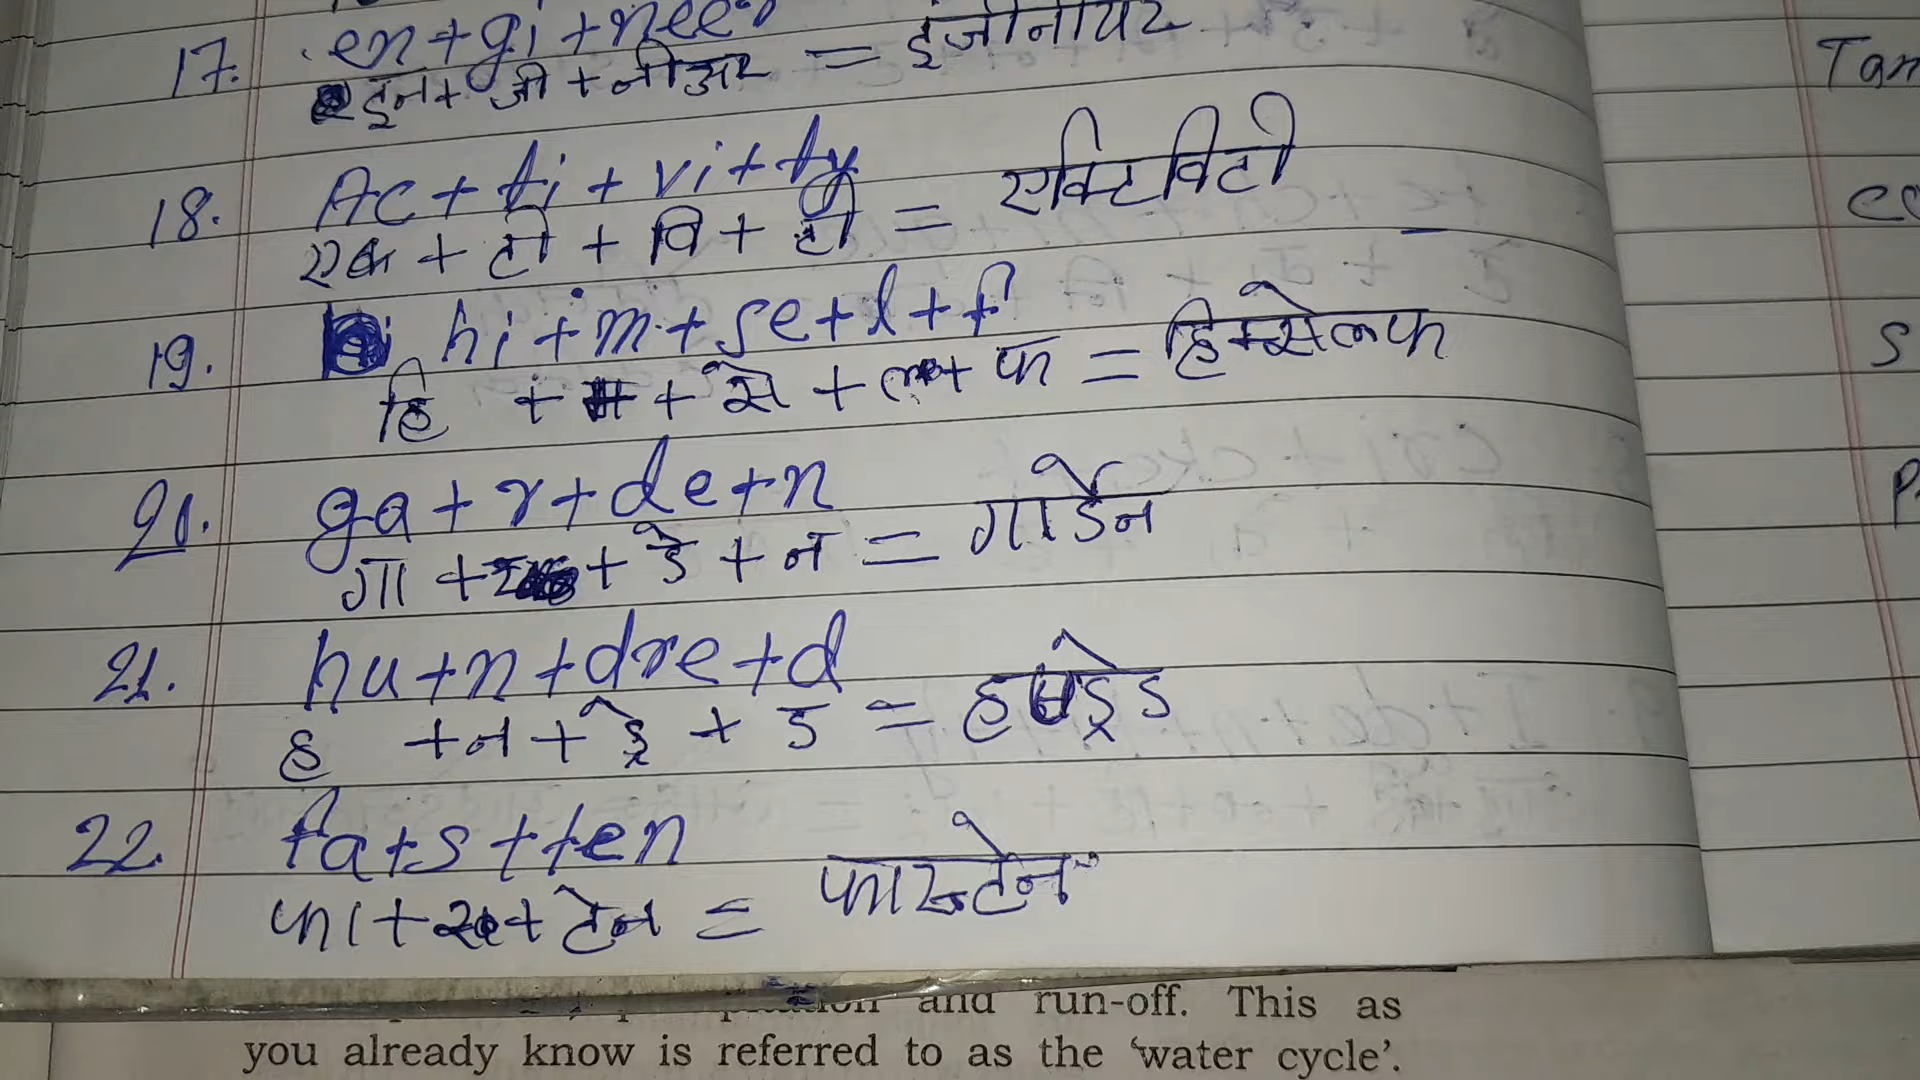 17. en+gi+neer
इन+जी+नीअर = इंजीनीयर
18. Ac+ti+vi+ty
एक+टी+वि+टी = एक्टिविटी
19. hi+m+se+l+f
हि+म+से+ल+फ = हिम्सेल्फ
20. ga+r+de+n
गा+र+डे+न = गार्डेन
21. hu+n+dre+d
ह+न+ड्रे+ड = हण्ड्रेड
22. fa+s+ten
फा+स+टेन = फास्टेन
Tan
S
and run-off. This as
you already know is referred to as the ‘water cycle’.